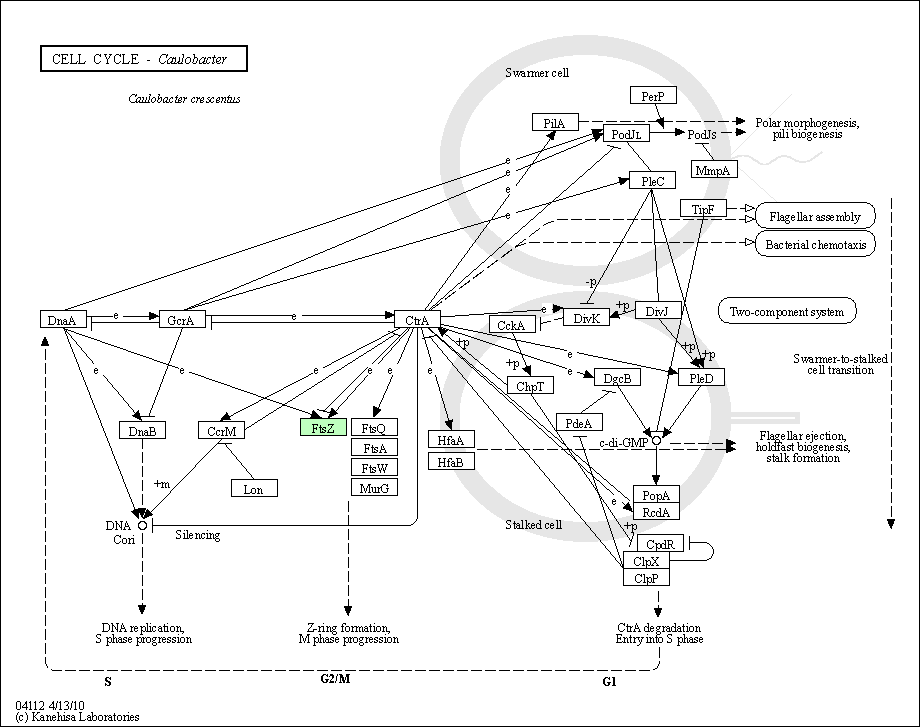 CELL CYCLE - Caulobacter
Caulobacter crescentus
Swarmer cell
PerP
PilA
PodJL
PodJS
Polar morphogenesis,
pili biogenesis
MmpA
PleC
TipF
Flagellar assembly
Bacterial chemotaxis
e
e
e
e
-p
+p
DnaA
e
GcrA
e
CtrA
e
CckA
DivK
DivJ
Two-component system
+p
+p
+p
+p
e
e
e
e
e
e
e
e
ChpT
DgcB
PleD
Swarmer-to-stalked
cell transition
DnaB
CcrM
FtsZ
FtsQ
FtsA
FtsW
MurG
HfaA
HfaB
PdeA
c-di-GMP
Flagellar ejection,
holdfast biogenesis,
stalk formation
Lon
+m
PopA
RcdA
e
+p
DNA
Cori
Silencing
Stalked cell
CpdR
ClpX
ClpP
DNA replication,
S phase progression
Z-ring formation,
M phase progression
CtrA degradation
Entry into S phase
S
G2/M
G1
04112 4/13/10
(c) Kanehisa Laboratories